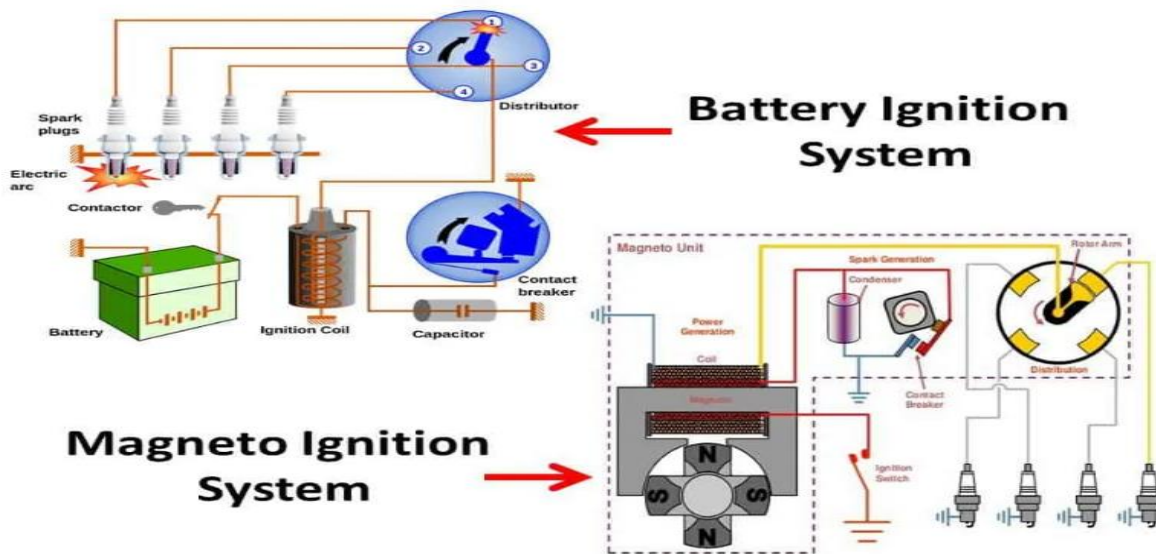 1
2
3
4
Distributor
Spark
plugs
Electric
arc
Contactor
Battery
Ignition Coil
Contact
breaker
Capacitor
Battery Ignition
System
Magneto Ignition
System
Magneto Unit
Rotor Arm
Spark Generation
Condenser
Power
Generation
Coil
Magneto
Distribution
Contact
Breaker
Ignition
Switch
N
S
S
N